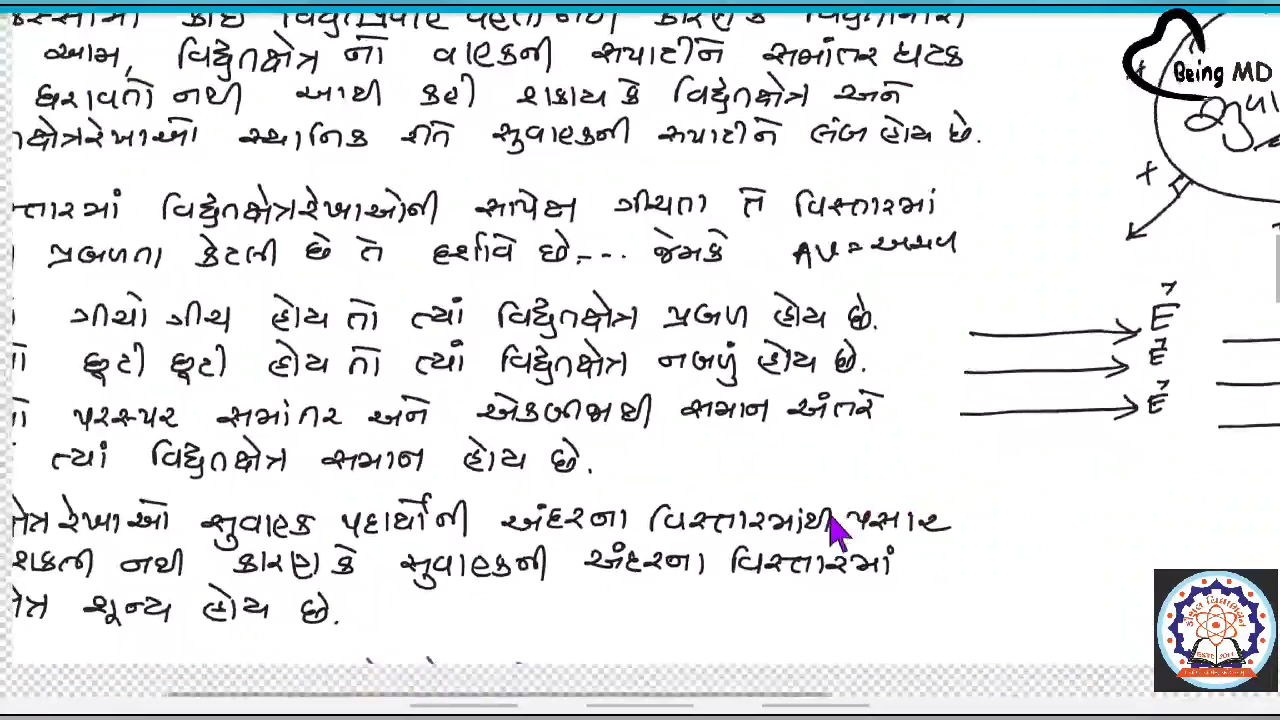 કોઈ વિદ્યુતપ્રવાહ વહેતો નથી કારણ કે
આમ, વિદ્યુતક્ષેત્ર નો વાહકની સપાટીને સમાંતર ઘટક
ધરાવતો નથી આથી કહી શકાય કે વિદ્યુતક્ષેત્ર અને
ક્ષેત્રરેખાઓ સ્થાનિક રીતે સુવાહકની સપાટીને લંબ હોય છે.
સ્તારમાં વિદ્યુતક્ષેત્રરેખાઓની સાપેક્ષ ગીચતા તે વિસ્તારમાં
પ્રબળતા કેટલી છે તે દર્શાવે છે.--.. જેમકે ΔV = અચળ
ગીચો ગીચ હોય તો ત્યાં વિદ્યુતક્ષેત્ર પ્રબળ હોય છે.
છૂટી છૂટી હોય તો ત્યાં વિદ્યુતક્ષેત્ર નબળું હોય છે.
પરસ્પર સમાંતર અને એકબીજાથી સમાન અંતરે
ત્યાં વિદ્યુતક્ષેત્ર સમાન હોય છે.
ક્ષેત્રરેખાઓ સુવાહક પદાર્થોની અંદરના વિસ્તારમાંથી પસાર
શકતી નથી કારણ કે સુવાહકની અંદરના વિસ્તારમાં
ક્ષેત્ર શૂન્ય હોય છે.
Being MD
+
+
E
E
E